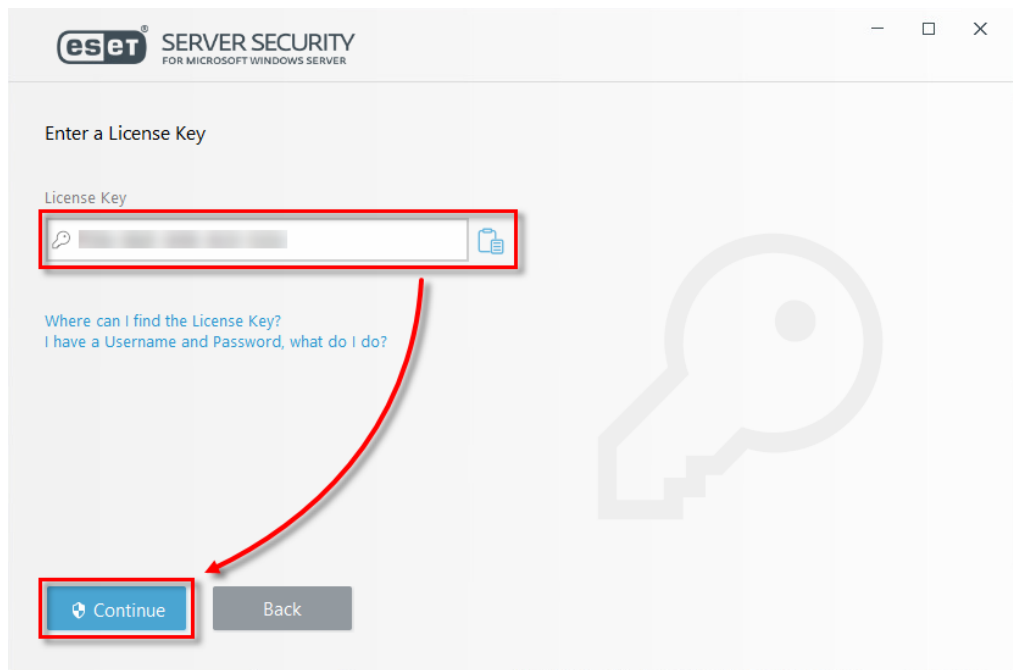 eset® SERVER SECURITY
FOR MICROSOFT WINDOWS SERVER
Enter a License Key
License Key
Where can I find the License Key?
I have a Username and Password, what do I do?
Continue
Back